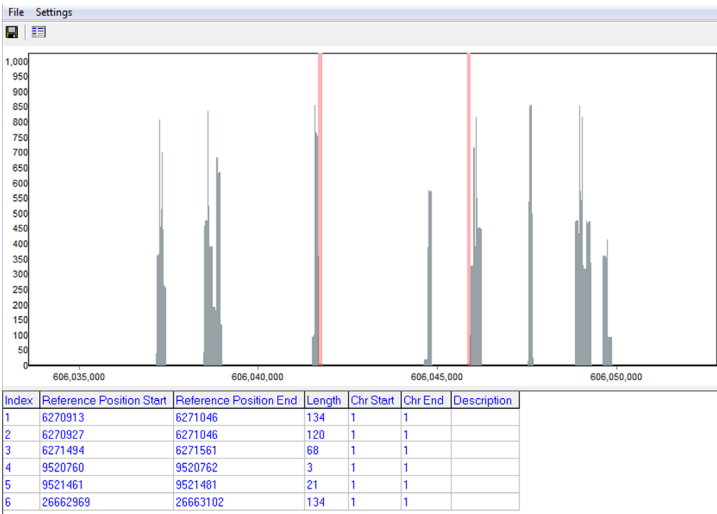 File Settings
1,000
950
900
850
800
750
700
650
600
550
500
450
400
350
300
250
200
150
100
50
0
606,035,000 606,040,000 606,045,000 606,050,000
Index Reference Position Start Reference Position End Length Chr Start Chr End Description
1 6270913 6271046 134 1 1
2 6270927 6271046 120 1 1
3 6271494 6271561 68 1 1
4 9520760 9520762 3 1 1
5 9521461 9521481 21 1 1
6 26662969 26663102 134 1 1